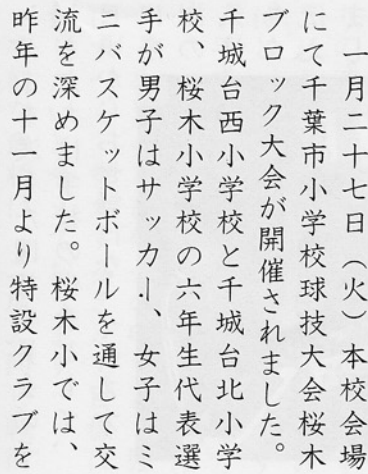 一月二十七日（火）本校会場
にて千葉市小学校球技大会桜木
ブロック大会が開催されました。
千城台西小学校と千城台北小学
校、桜木小学校の六年生代表選
手が男子はサッカー、女子はミ
ニバスケットボールを通して交
流を深めました。桜木小では、
昨年の十一月より特設クラブを